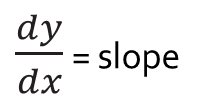 dy/dx = slope